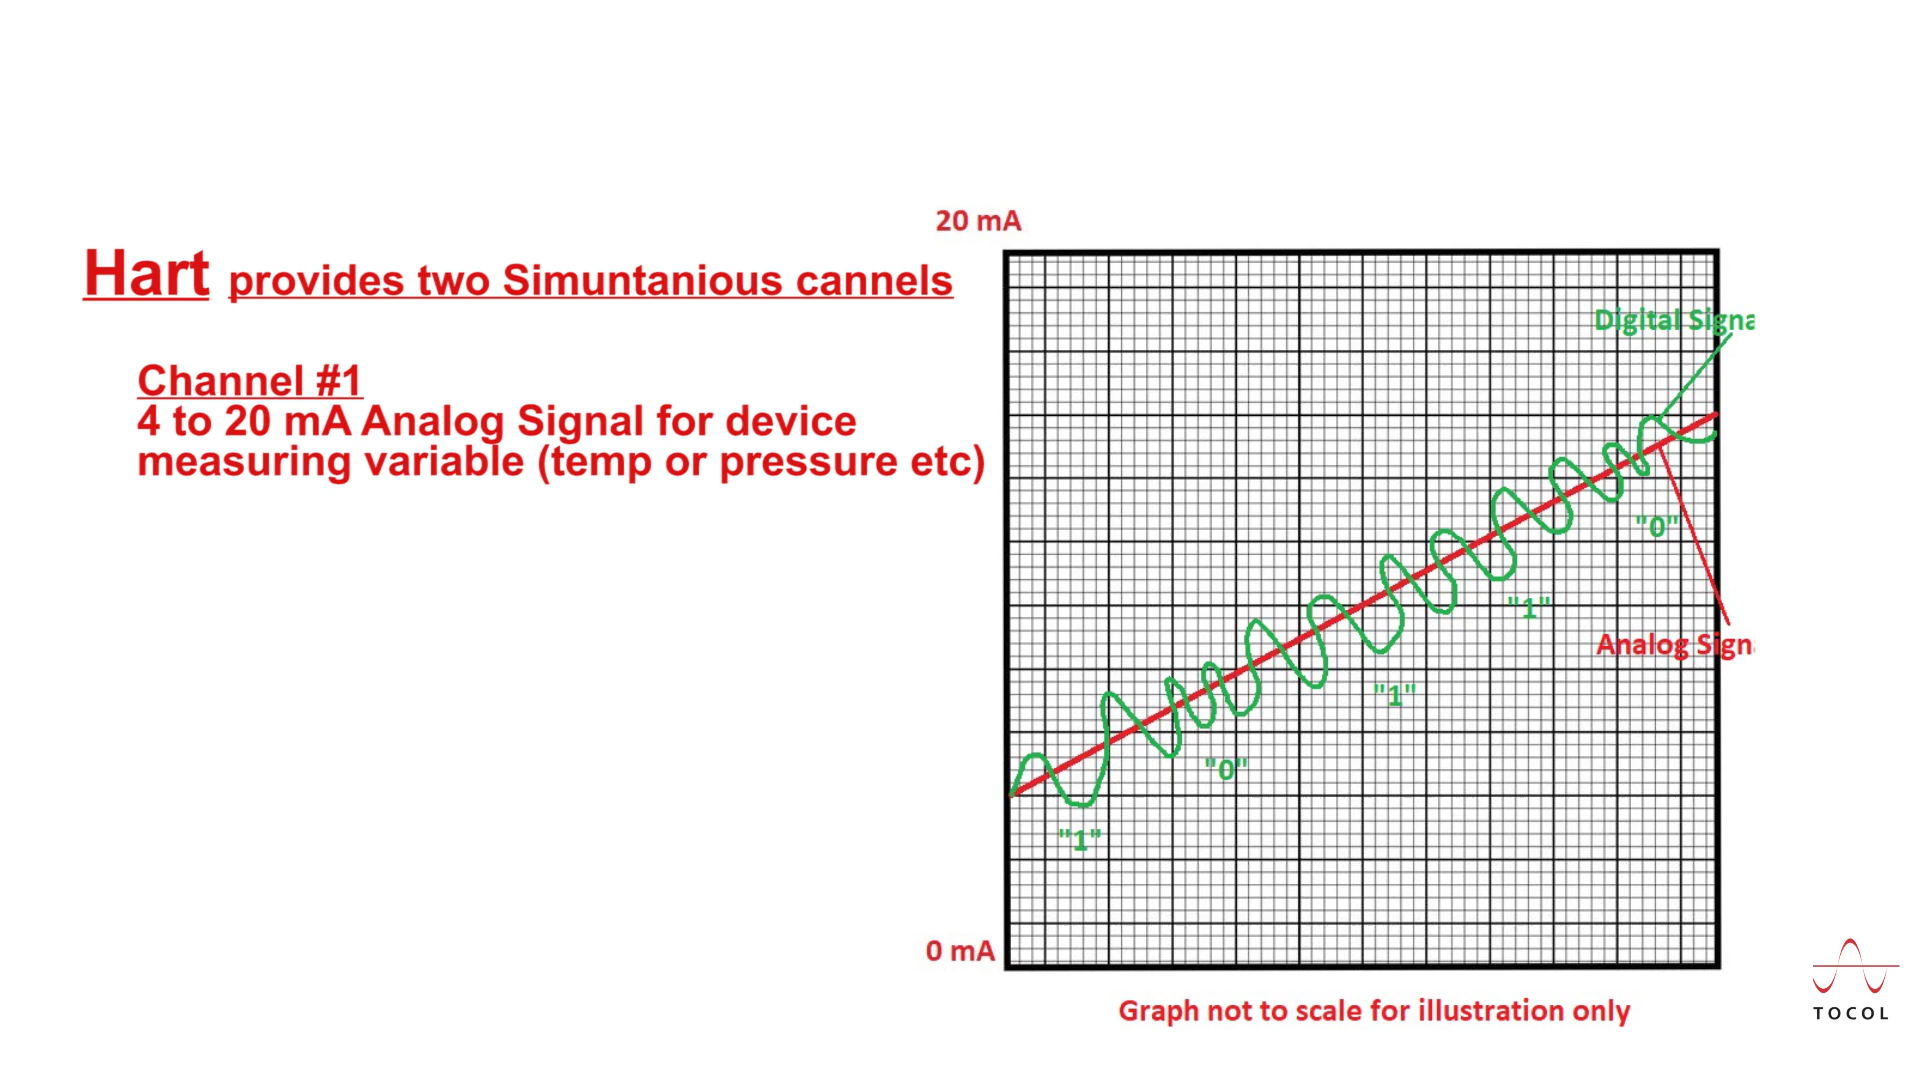 20 mA
Hart provides two Simuntanious cannels
Channel #1
4 to 20 mA Analog Signal for device
measuring variable (temp or pressure etc)
Digital Signa
"0"
"1"
Analog Sign
"1"
"0"
"1"
0 mA
Graph not to scale for illustration only
TOCOL